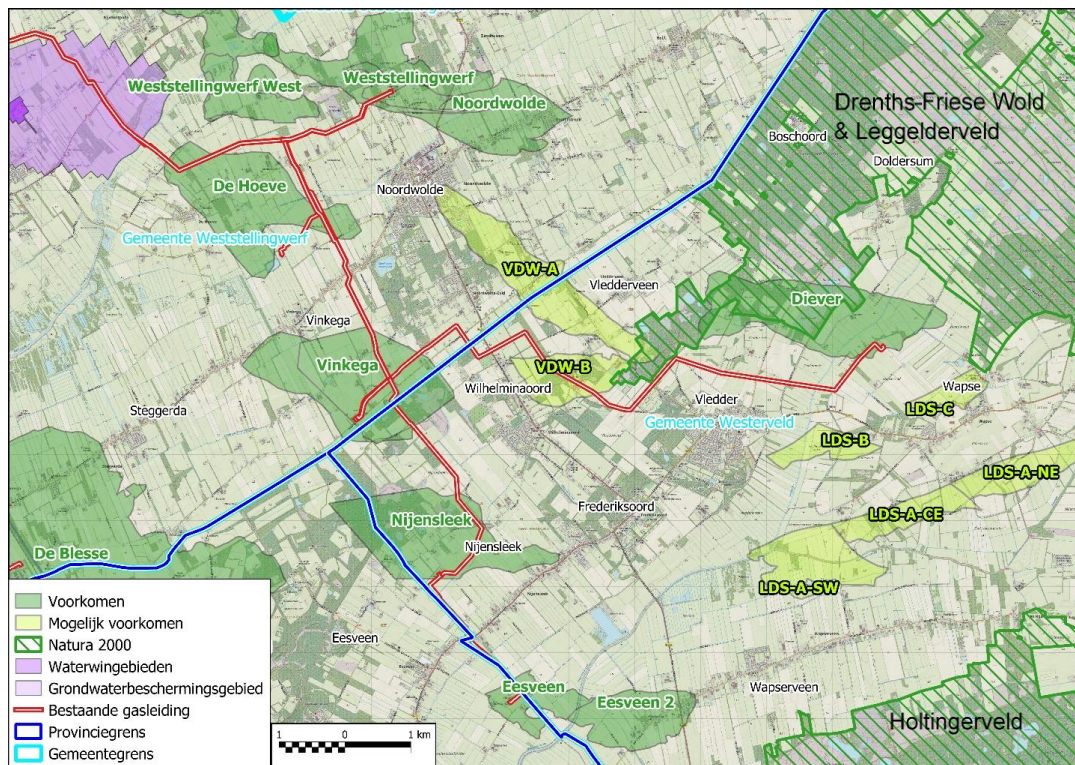 Weststellingwerf West
Weststellingwerf
Noordwolde
Drenths-Friese Wold
& Leggelderveld
Boschoord
Doldersum
De Hoeve
Noordwolde
Gemeente Weststellingwerf
VDW-A
Vledderveen
Diever
Vinkega
Vinkega
VDW-B
Wilhelminaoord
Wapse
Steggerda
Vledder
LDS-C
Gemeente Westerveld
LDS-B
LDS-A-NE
Frederiksoord
LDS-A-CE
Nijensleek
Nijensleek
De Blesse
LDS-A-SW
Voorkomen
Mogelijk voorkomen
Natura 2000
Waterwingebieden
Grondwaterbeschermingsgebied
Bestaande gasleiding
Provinciegrens
Gemeentegrens
Eesveen
Eesveen
Eesveen 2
Wapserveen
Holtingerveld
1 0 1 km